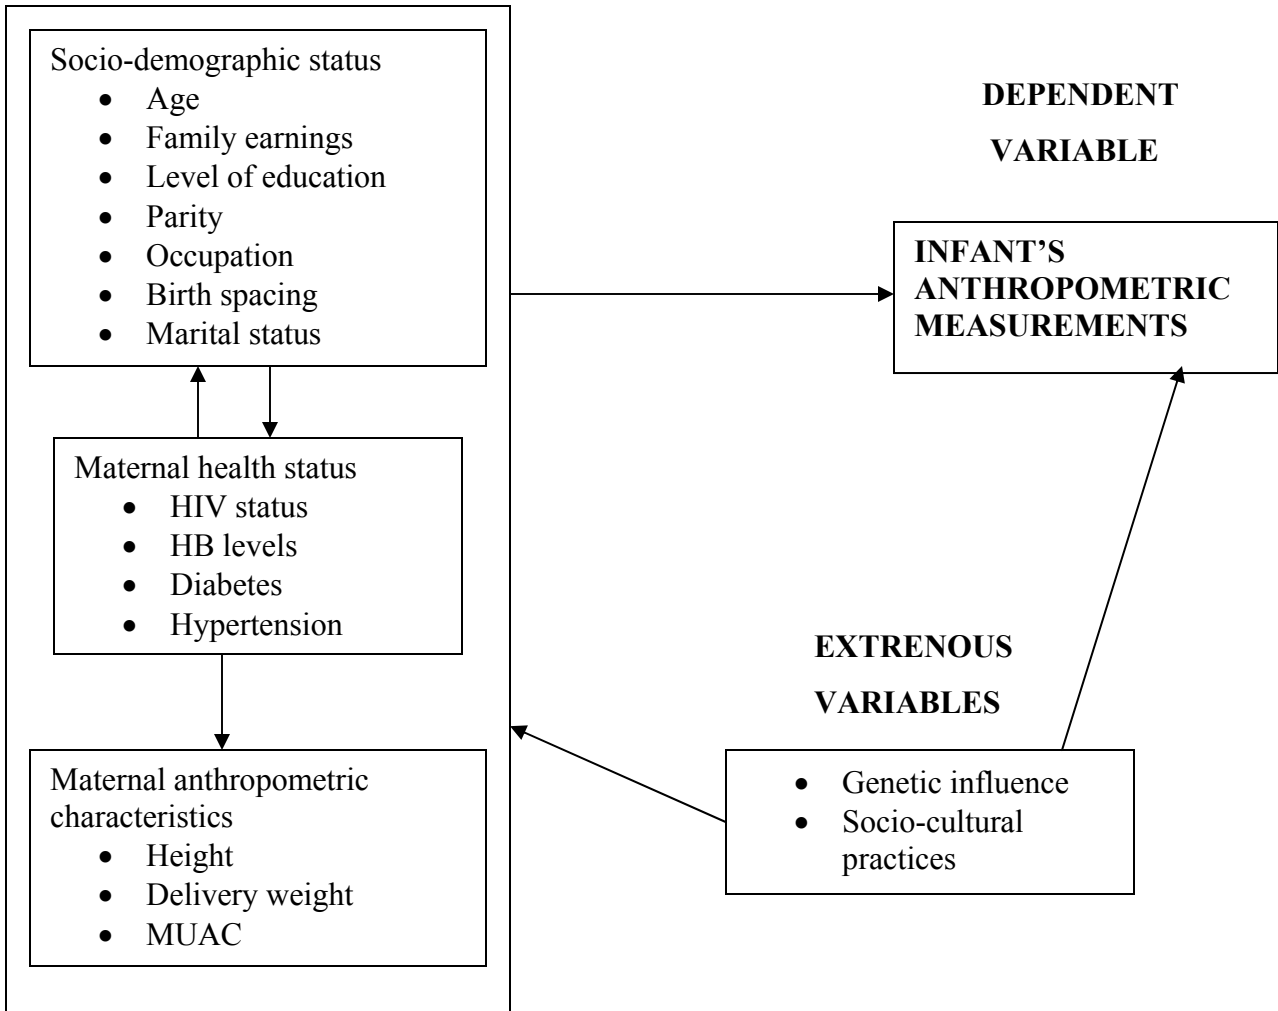 Socio-demographic status
• Age
• Family earnings
• Level of education
• Parity
• Occupation
• Birth spacing
• Marital status
Maternal health status
• HIV status
• HB levels
• Diabetes
• Hypertension
Maternal anthropometric
characteristics
• Height
• Delivery weight
• MUAC
DEPENDENT
VARIABLE
INFANT’S
ANTHROPOMETRIC
MEASUREMENTS
EXTRENOUS
VARIABLES
• Genetic influence
• Socio-cultural
practices